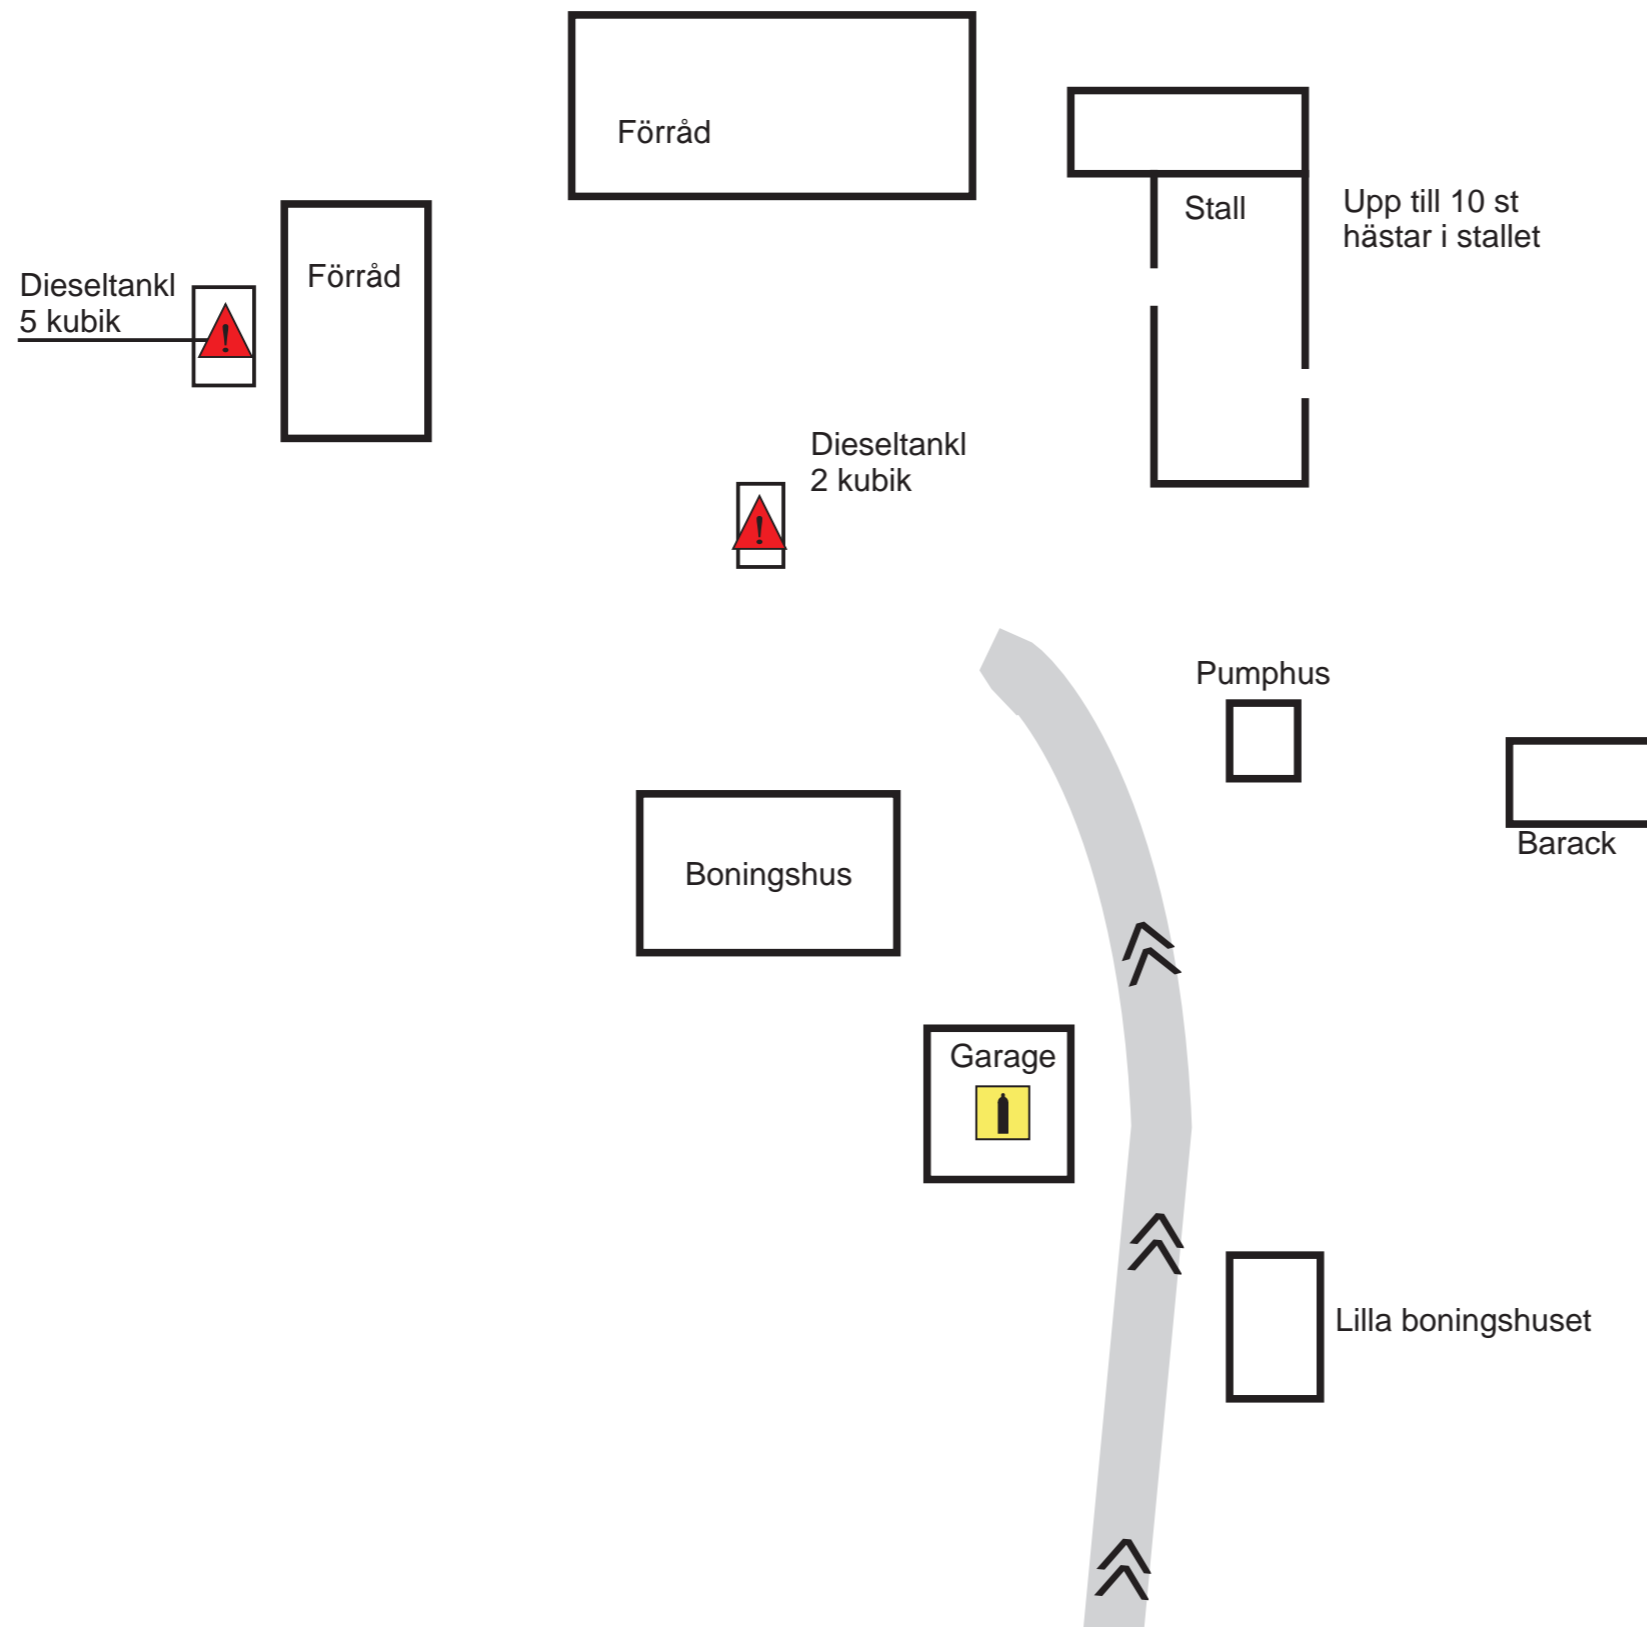 Förråd
Stall
Upp till 10 st
hästar i stallet
Förråd
Dieseltankl
5 kubik
Dieseltankl
2 kubik
Pumphus
Barack
Boningshus
Garage
Lilla boningshuset